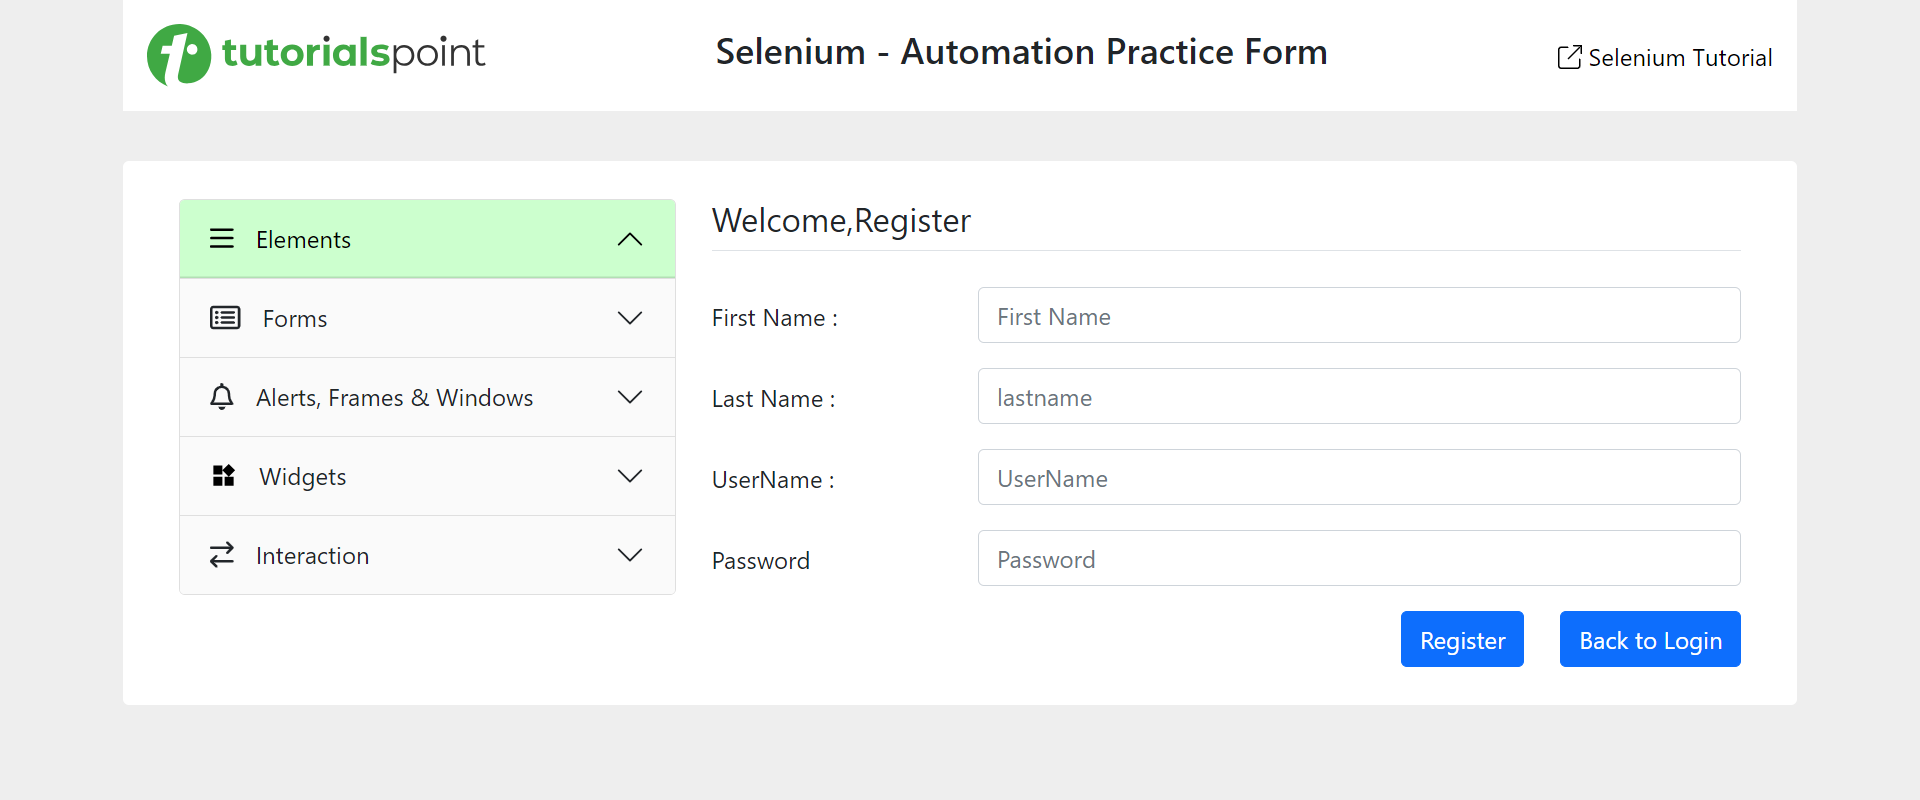 tutorialspoint
Selenium - Automation Practice Form
Selenium Tutorial
Elements
Forms
Alerts, Frames & Windows
Widgets
Interaction
Welcome,Register
First Name :
First Name
Last Name :
lastname
UserName :
UserName
Password
Password
Register
Back to Login